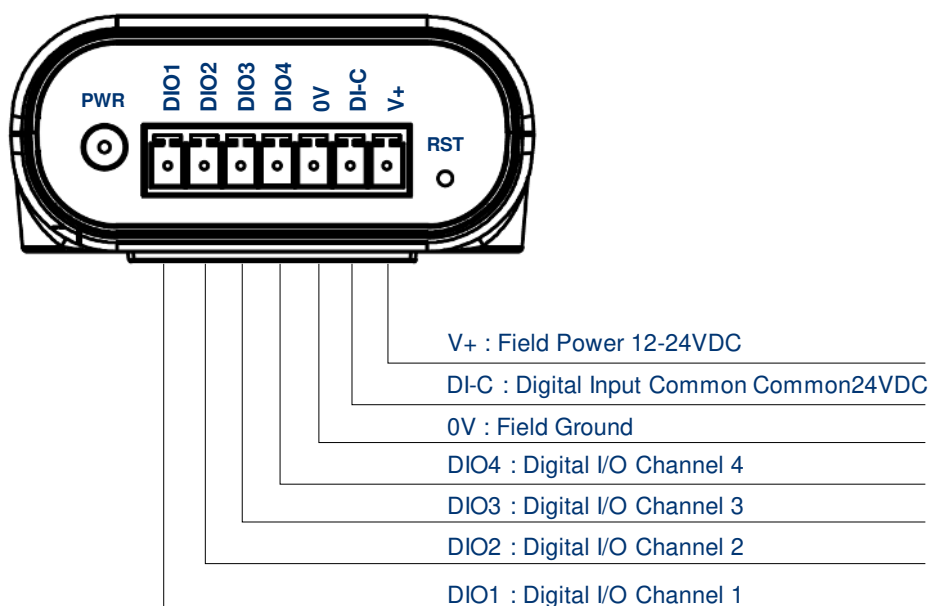 PWR
DIO1
DIO2
DIO3
DIO4
0V
DI-C
V+
RST
V+ : Field Power 12-24VDC
DI-C : Digital Input Common Common24VDC
0V : Field Ground
DIO4 : Digital I/O Channel 4
DIO3 : Digital I/O Channel 3
DIO2 : Digital I/O Channel 2
DIO1 : Digital I/O Channel 1